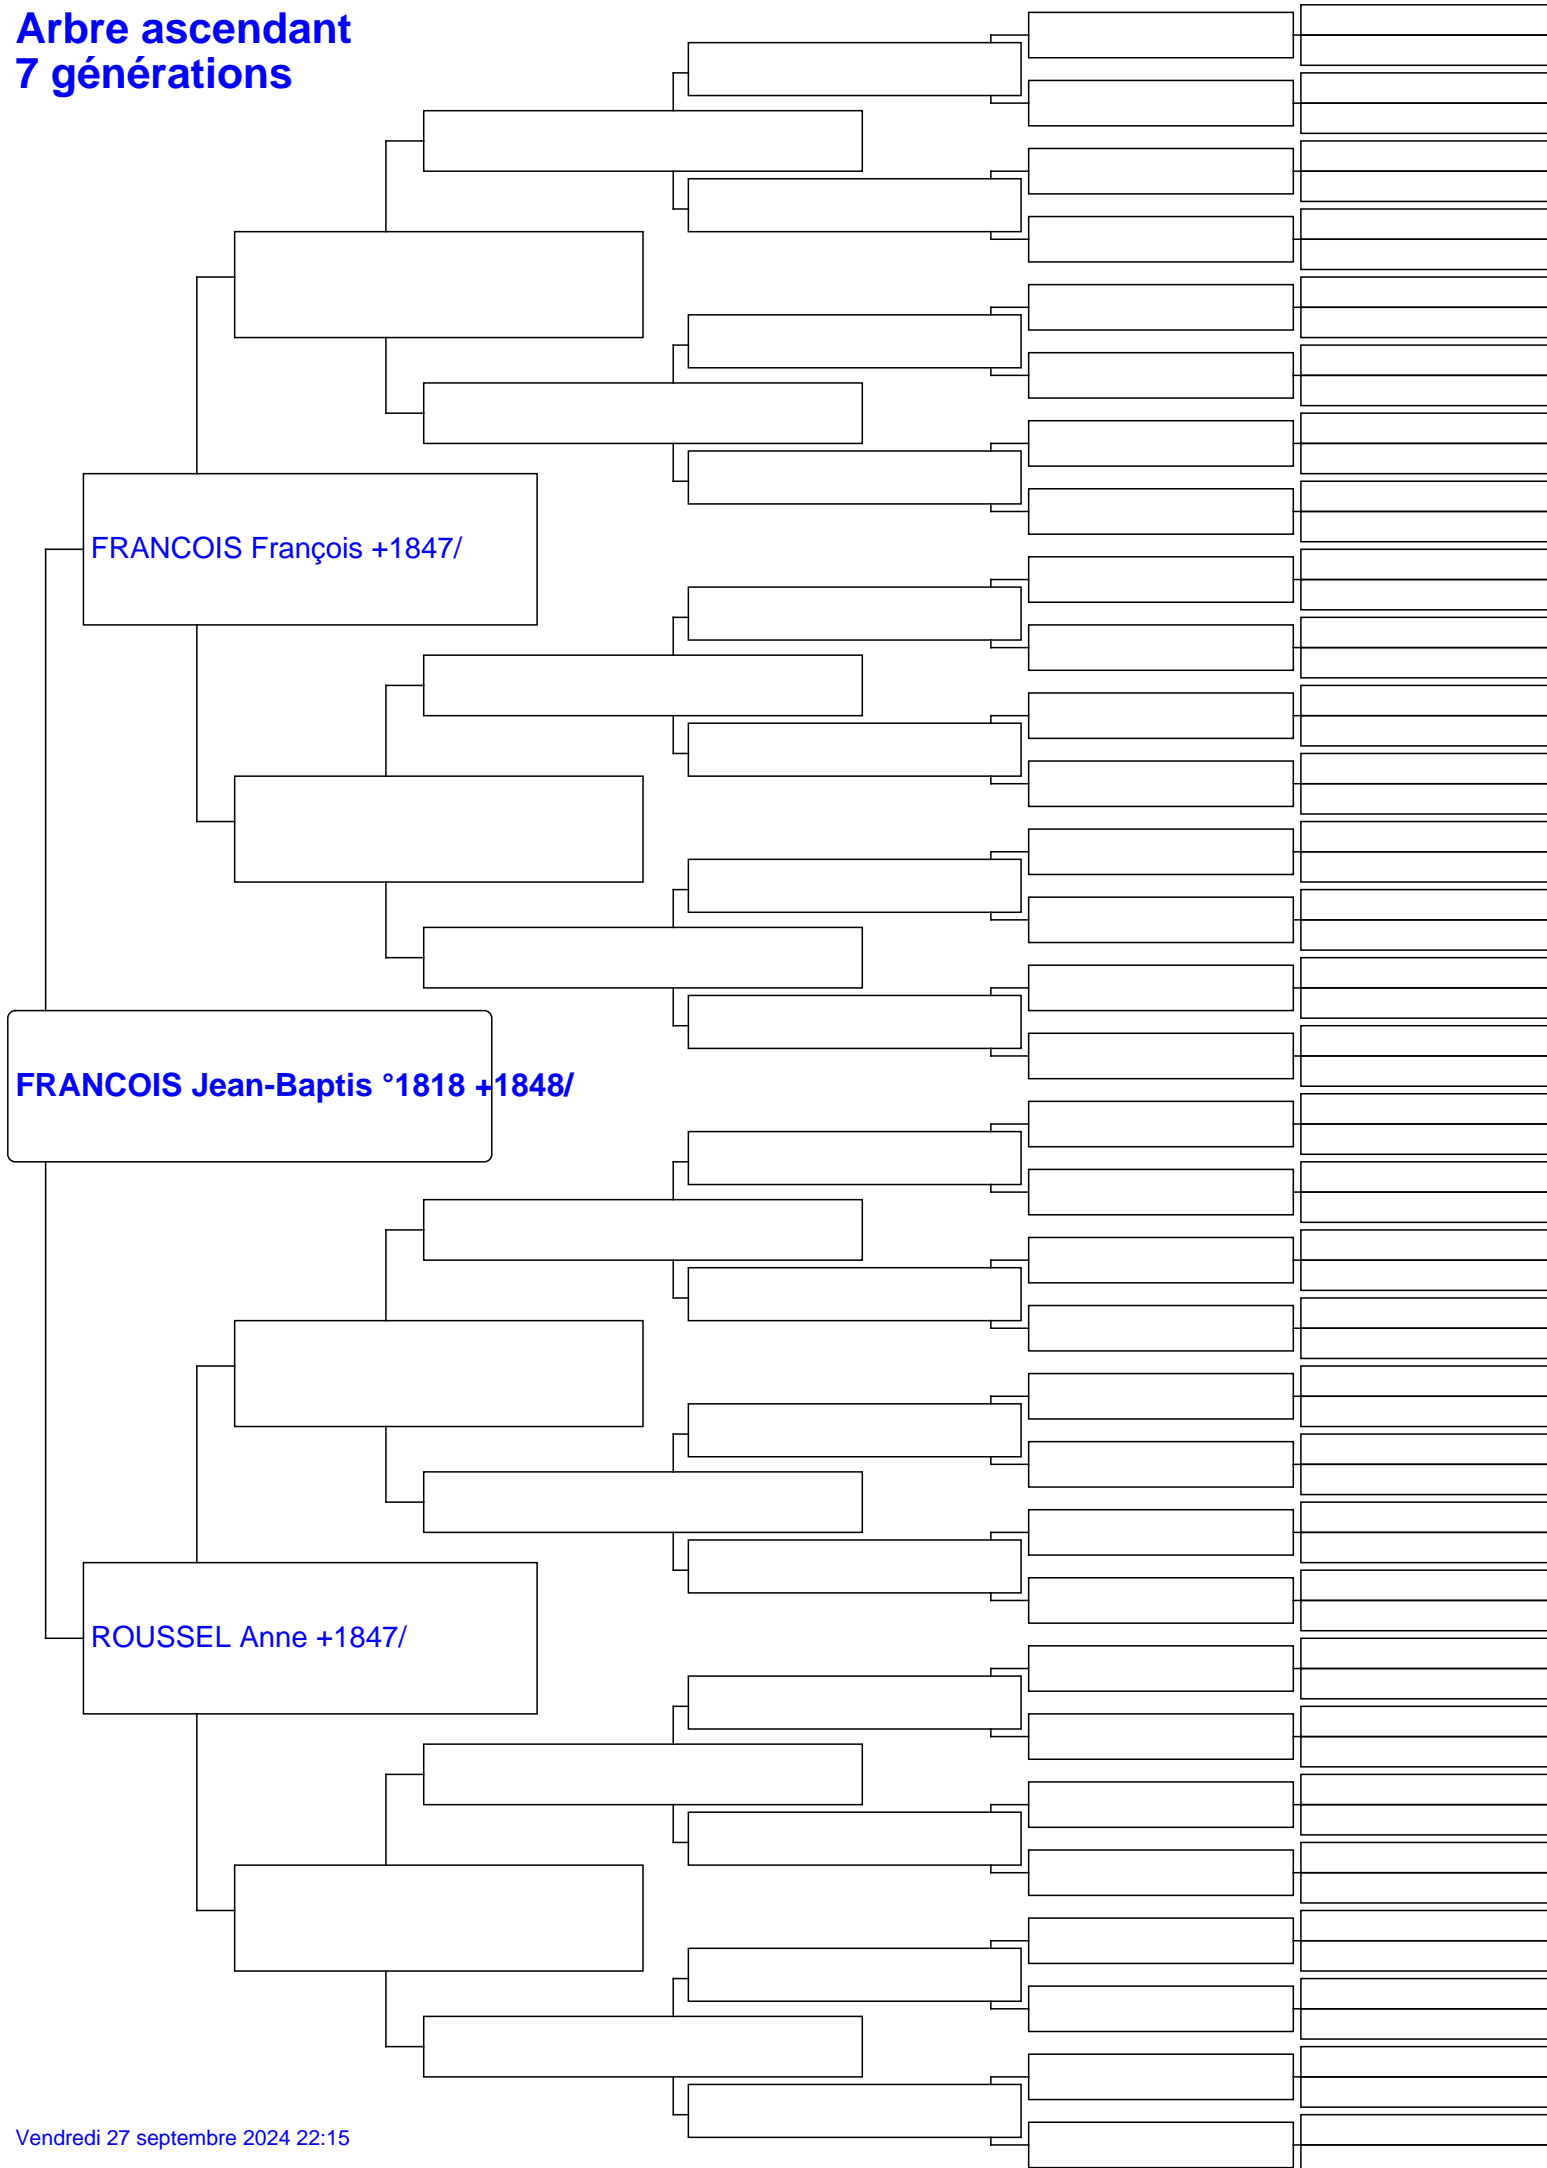 Arbre ascendant
7 générations
FRANCOIS François +1847/
FRANCOIS Jean-Baptis °1818 +1848/
ROUSSEL Anne +1847/
Vendredi 27 septembre 2024 22:15